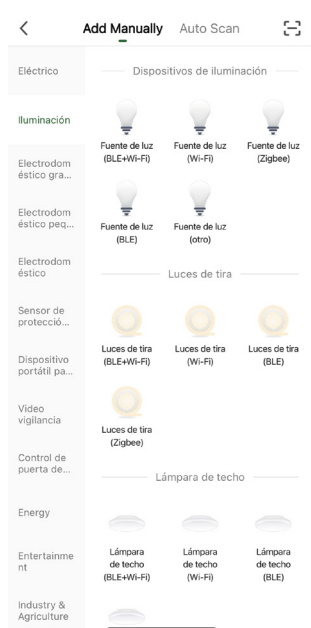 Add Manually Auto Scan
Eléctrico
Iluminación
Electrodom
éstico gra...
Electrodom
éstico peq...
Electrodom
éstico
Sensor de
protecció...
Dispositivo
portátil pa...
Video
vigilancia
Control de
puerta de...
Energy
Entertainme
nt
Industry &
Agriculture
Dispositivos de iluminación
Fuente de luz
(BLE+Wi-Fi)
Fuente de luz
(Wi-Fi)
Fuente de luz
(Zigbee)
Fuente de luz
(BLE)
Fuente de luz
(otro)
Luces de tira
Luces de tira
(BLE+Wi-Fi)
Luces de tira
(Wi-Fi)
Luces de tira
(BLE)
Luces de tira
(Zigbee)
Lámpara de techo
Lámpara
de techo
(BLE+Wi-Fi)
Lámpara
de techo
(Wi-Fi)
Lámpara
de techo
(BLE)